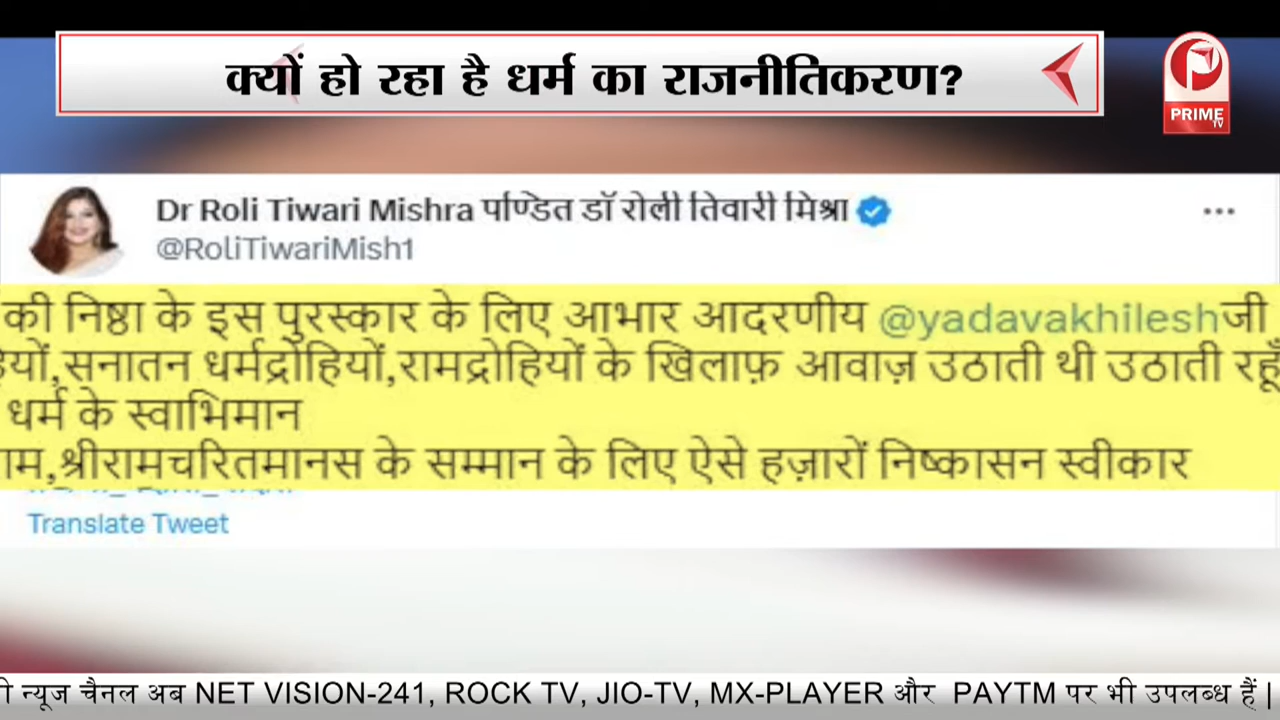 क्यों हो रहा है धर्म का राजनीतिकरण?
PRIME
TV
Dr Roli Tiwari Mishra पण्डित डॉ रोली तिवारी मिश्रा
@RoliTiwariMish1
की निष्ठा के इस पुरस्कार के लिए आभार आदरणीय @yadavakhileshजी
सनातन धर्मद्रोहियों,रामद्रोहियों के खिलाफ़ आवाज़ उठाती थी उठाती
धर्म के स्वाभिमान
श्रीरामचरितमानस के सम्मान के लिए ऐसे हज़ारों निष्कासन स्वीकार
Translate Tweet
न्यूज चैनल अब NET VISION-241, ROCK TV, JIO-TV, MX-PLAYER और PAYTM पर भी उपलब्ध हैं |